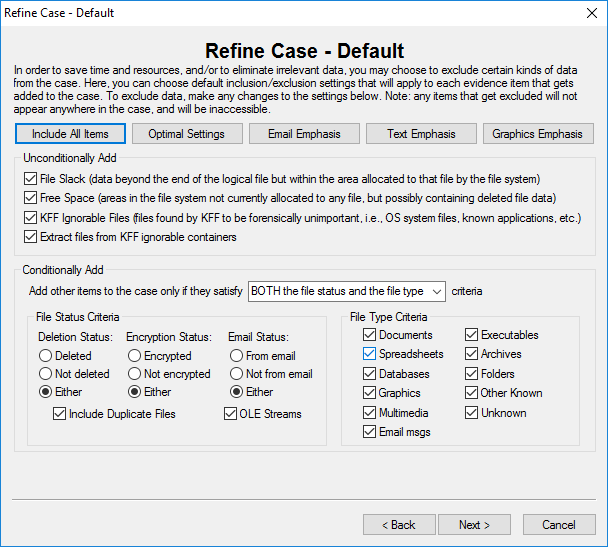 Refine Case - Default
Refine Case - Default
In order to save time and resources, and/or to eliminate irrelevant data, you may choose to exclude certain kinds of data
from the case. Here, you can choose default inclusion/exclusion settings that will apply to each evidence item that gets
added to the case. To exclude data, make any changes to the settings below. Note: any items that get excluded will not
appear anywhere in the case, and will be inaccessible.
Include All Items Optimal Settings Email Emphasis Text Emphasis Graphics Emphasis
Unconditionally Add
File Slack (data beyond the end of the logical file but within the area allocated to that file by the file system)
Free Space (areas in the file system not currently allocated to any file, but possibly containing deleted file data)
KFF Ignorable Files (files found by KFF to be forensically unimportant, i.e., OS system files, known applications, etc.)
Extract files from KFF ignorable containers
Conditionally Add
Add other items to the case only if they satisfy BOTH the file status and the file type criteria
File Status Criteria
Deletion Status: Encryption Status: Email Status:
Deleted Encrypted From email
Not deleted Not encrypted Not from email
Either Either Either
Include Duplicate Files OLE Streams
File Type Criteria
Documents Executables
Spreadsheets Archives
Databases Folders
Graphics Other Known
Multimedia Unknown
Email msgs
< Back Next > Cancel